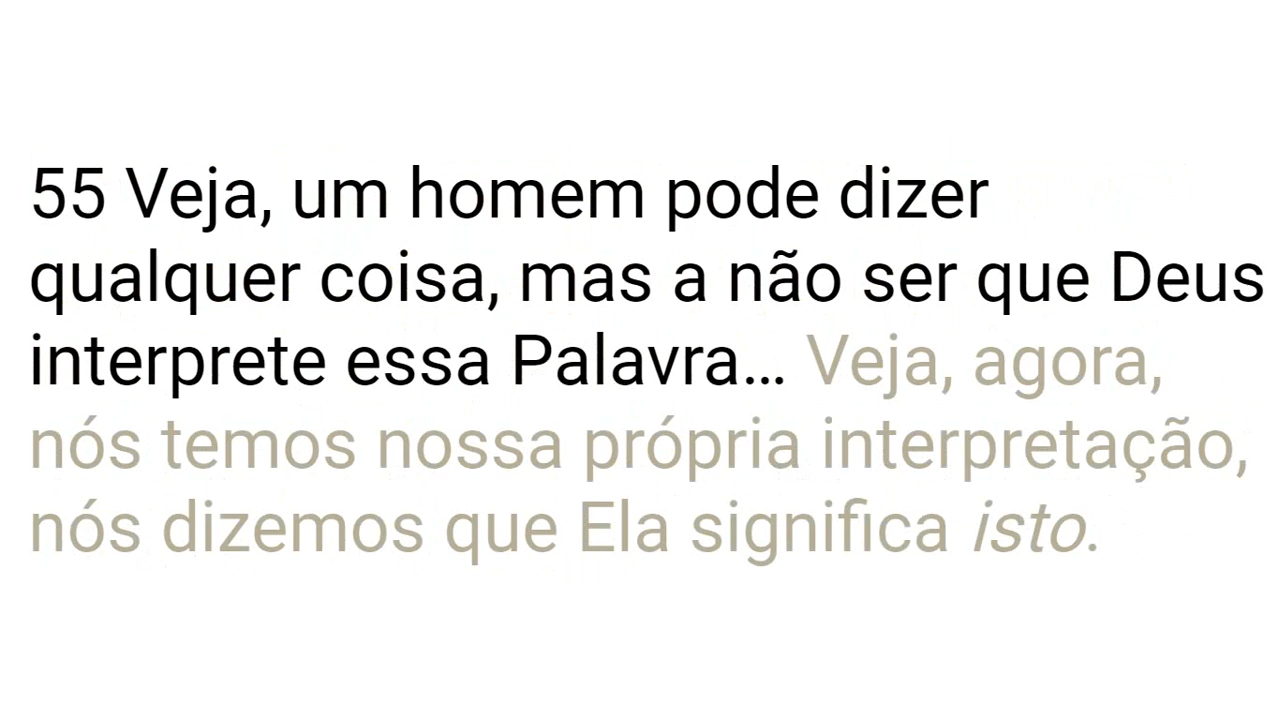 55 Veja, um homem pode dizer
qualquer coisa, mas a não ser que Deus
interprete essa Palavra… Veja, agora,
nós temos nossa própria interpretação,
nós dizemos que Ela significa isto.